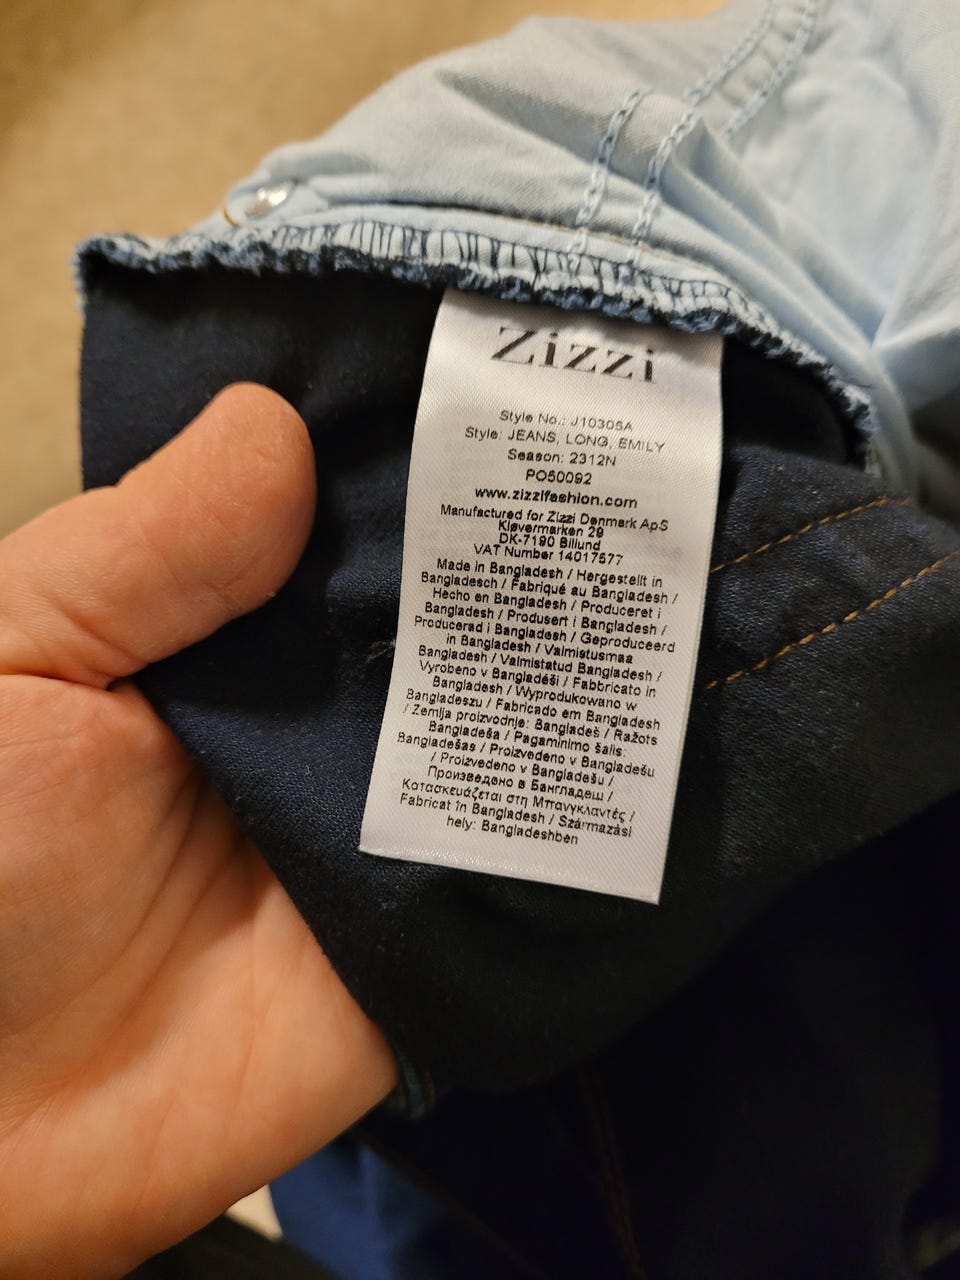 Zizzi
Style No.: J10305A
Style: JEANS, LONG, EMILY
Season: 2312N
PO50092
www.zizzifashion.com
Manufactured for Zizzi Denmark ApS
Kløvermarken 29
DK-7190 Billund
VAT Number 14017577
Made in Bangladesh / Hergestellt in
Bangladesch / Fabriqué au Bangladesh /
Hecho en Bangladesh / Produceret i
Bangladesh / Produsert i Bangladesh /
Producerad i Bangladesh / Geproduceerd
in Bangladesh / Valmistusmaa
Bangladesh / Valmistatud Bangladesh /
Vyrobeno v Bangladéši / Fabbricato in
Bangladesh / Wyprodukowano w
Bangladeszu / Fabricado em Bangladesh
/ Zemlja proizvodnje: Bangladeš / Ražots
Bangladeša / Pagaminimo šalis:
Bangladešas / Proizvedeno v Bangladešu
/ Proizvedeno v Bangladešu /
Произведено в Бангладеш /
Κατασκευάζεται στη Μπανγκλαντές /
Fabricat în Bangladesh / Származási
hely: Bangladeshben